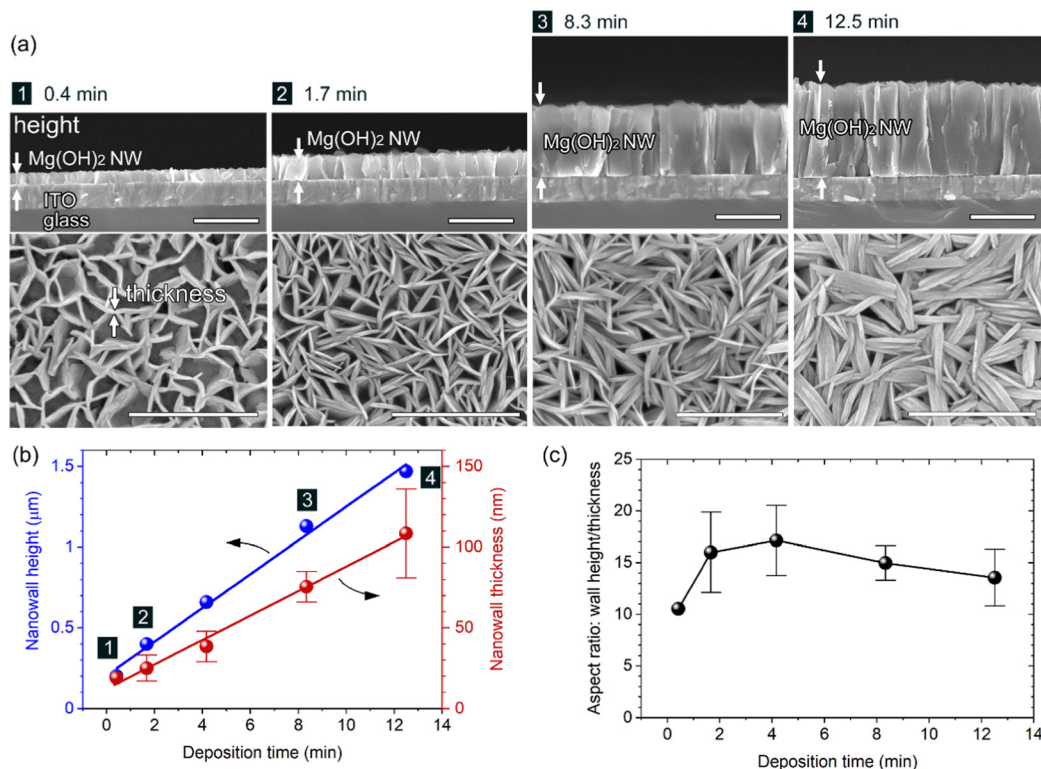 (a)
1 0.4 min
2 1.7 min
3 8.3 min
4 12.5 min
height
Mg(OH)₂ NW
ITO
glass
Mg(OH)₂ NW
Mg(OH)₂ NW
Mg(OH)₂ NW
thickness
(b)
Nanowall height (μm)
1.5
1
0.5
0
1
2
3
4
150
100
50
0
Nanowall thickness (nm)
0 2 4 6 8 10 12 14
Deposition time (min)
(c)
Aspect ratio: wall height/thickness
25
20
15
10
5
0
0 2 4 6 8 10 12 14
Deposition time (min)